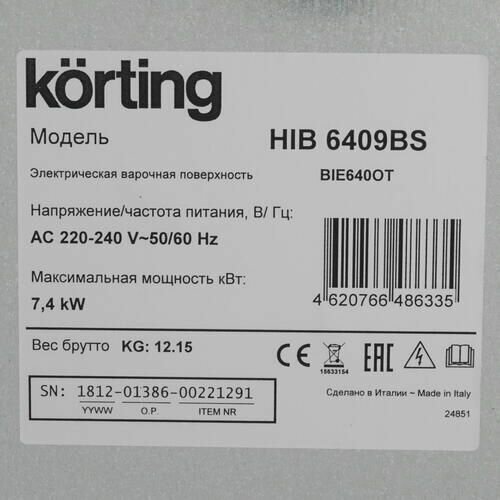 körting
Модель HIB 6409BS
Электрическая варочная поверхность BIE640OT
Напряжение/частота питания, В/ Гц:
AC 220-240 V~50/60 Hz
Максимальная мощность кВт:
7,4 kW
4 620766 486335
Вес брутто KG: 12.15
CE EAC
15633154
SN: 1812-01386-00221291
YYWW O.P. ITEM NR
Сделано в Италии ~ Made in Italy
24851